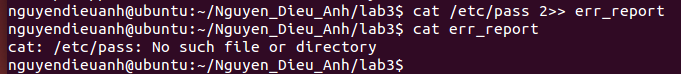 nguyendieuanh@ubuntu:~/Nguyen_Dieu_Anh/lab3$ cat /etc/pass 2>> err_report
nguyendieuanh@ubuntu:~/Nguyen_Dieu_Anh/lab3$ cat err_report
cat: /etc/pass: No such file or directory
nguyendieuanh@ubuntu:~/Nguyen_Dieu_Anh/lab3$